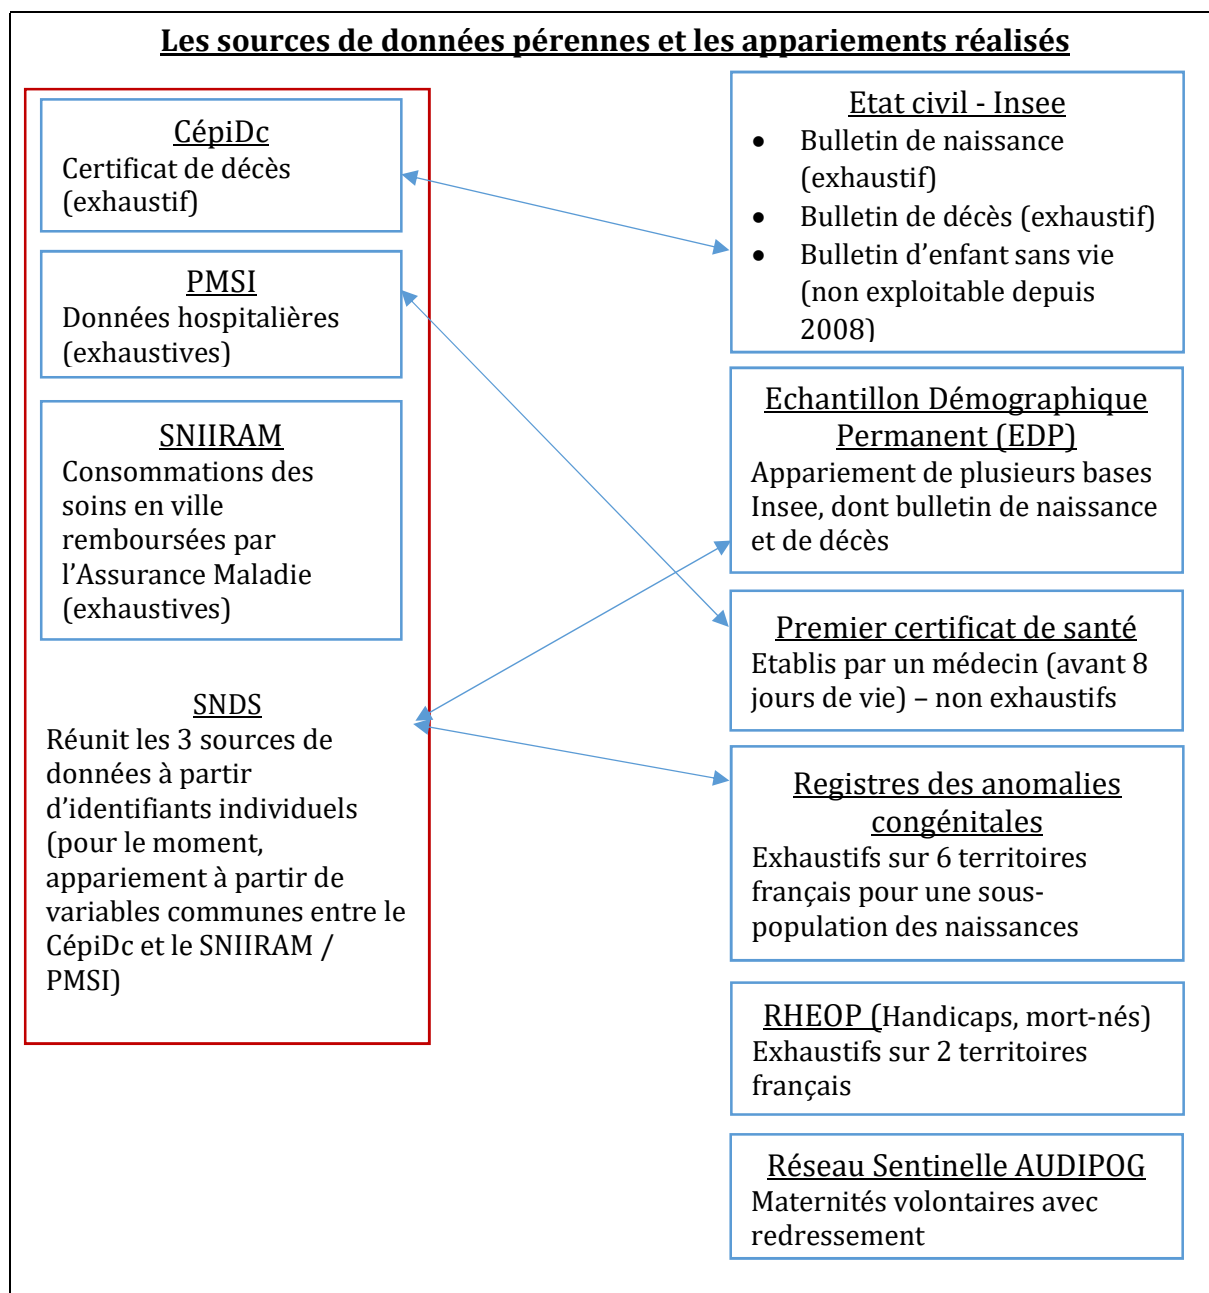 Les sources de données pérennes et les appariements réalisés
CépiDc
Certificat de décès
(exhaustif)
PMSI
Données hospitalières
(exhaustives)
SNIIRAM
Consommations des
soins en ville
remboursées par
l’Assurance Maladie
(exhaustives)
SNDS
Réunit les 3 sources de
données à partir
d’identifiants individuels
(pour le moment,
appariement à partir de
variables communes entre le
CépiDc et le SNIIRAM /
PMSI)
Etat civil - Insee
• Bulletin de naissance
(exhaustif)
• Bulletin de décès (exhaustif)
• Bulletin d’enfant sans vie
(non exploitable depuis
2008)
Echantillon Démographique
Permanent (EDP)
Appariement de plusieurs bases
Insee, dont bulletin de naissance
et de décès
Premier certificat de santé
Etablis par un médecin (avant 8
jours de vie) – non exhaustifs
Registres des anomalies
congénitales
Exhaustifs sur 6 territoires
français pour une sous-
population des naissances
RHEOP (Handicaps, mort-nés)
Exhaustifs sur 2 territoires
français
Réseau Sentinelle AUDIPOG
Maternités volontaires avec
redressement